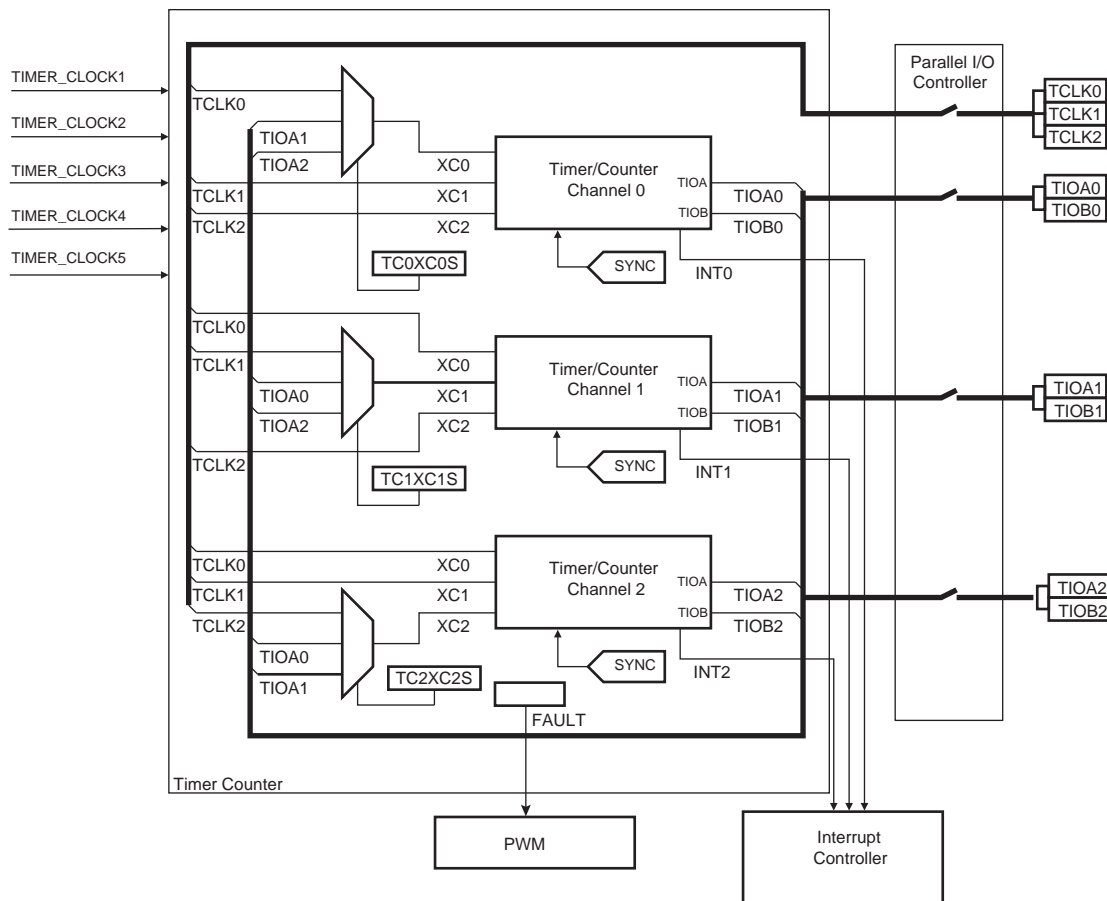 TIMER_CLOCK1
TIMER_CLOCK2
TIMER_CLOCK3
TIMER_CLOCK4
TIMER_CLOCK5
TCLK0
TIOA1
TIOA2
TCLK1
TCLK2
XC0
XC1
XC2
TC0XC0S
Timer/Counter
Channel 0
TIOA
TIOB
TIOA0
TIOB0
SYNC
INT0
TCLK0
TCLK1
TIOA0
TIOA2
TCLK2
XC0
XC1
XC2
TC1XC1S
Timer/Counter
Channel 1
TIOA
TIOB
TIOA1
TIOB1
SYNC
INT1
TCLK0
TCLK1
TCLK2
TIOA0
TIOA1
XC0
XC1
XC2
TC2XC2S
Timer/Counter
Channel 2
TIOA
TIOB
TIOA2
TIOB2
SYNC
INT2
FAULT
Timer Counter
PWM
Interrupt
Controller
Parallel I/O
Controller
TCLK0
TCLK1
TCLK2
TIOA0
TIOB0
TIOA1
TIOB1
TIOA2
TIOB2